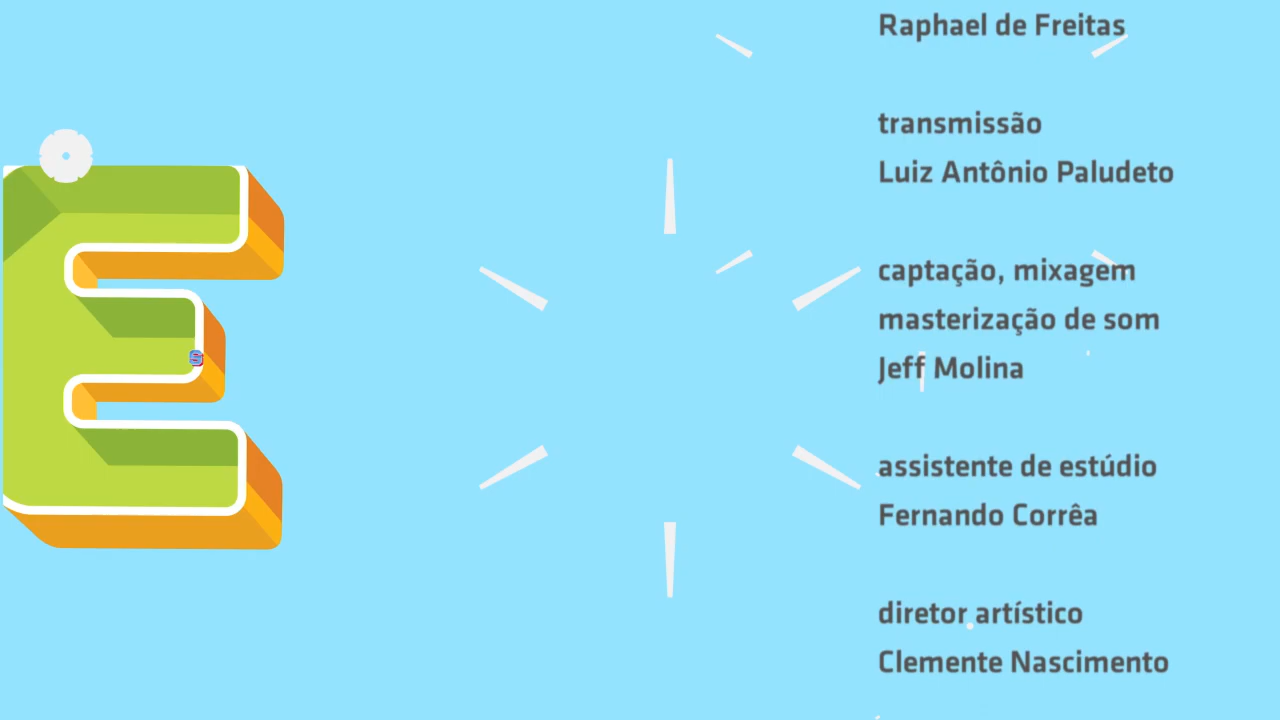 E
Raphael de Freitas
transmissão
Luiz Antônio Paludeto
captação, mixagem
masterização de som
Jeff Molina
assistente de estúdio
Fernando Corrêa
diretor artístico
Clemente Nascimento